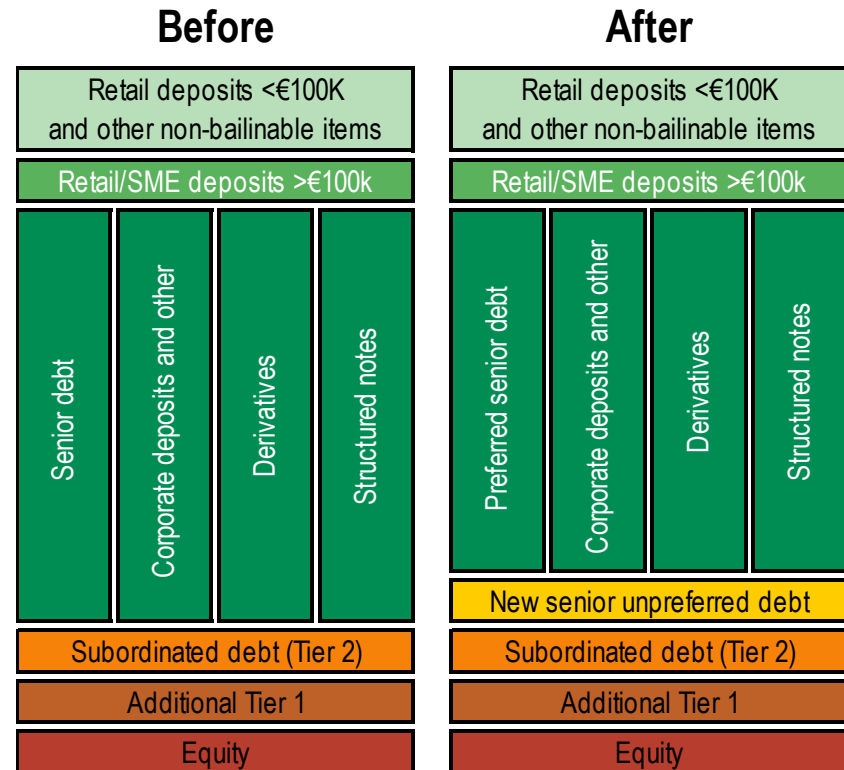 Before
Retail deposits <€100K
and other non-bailinable items
Retail/SME deposits >€100k
Senior debt
Corporate deposits and other
Derivatives
Structured notes
Subordinated debt (Tier 2)
Additional Tier 1
Equity
After
Retail deposits <€100K
and other non-bailinable items
Retail/SME deposits >€100k
Preferred senior debt
Corporate deposits and other
Derivatives
Structured notes
New senior unpreferred debt
Subordinated debt (Tier 2)
Additional Tier 1
Equity